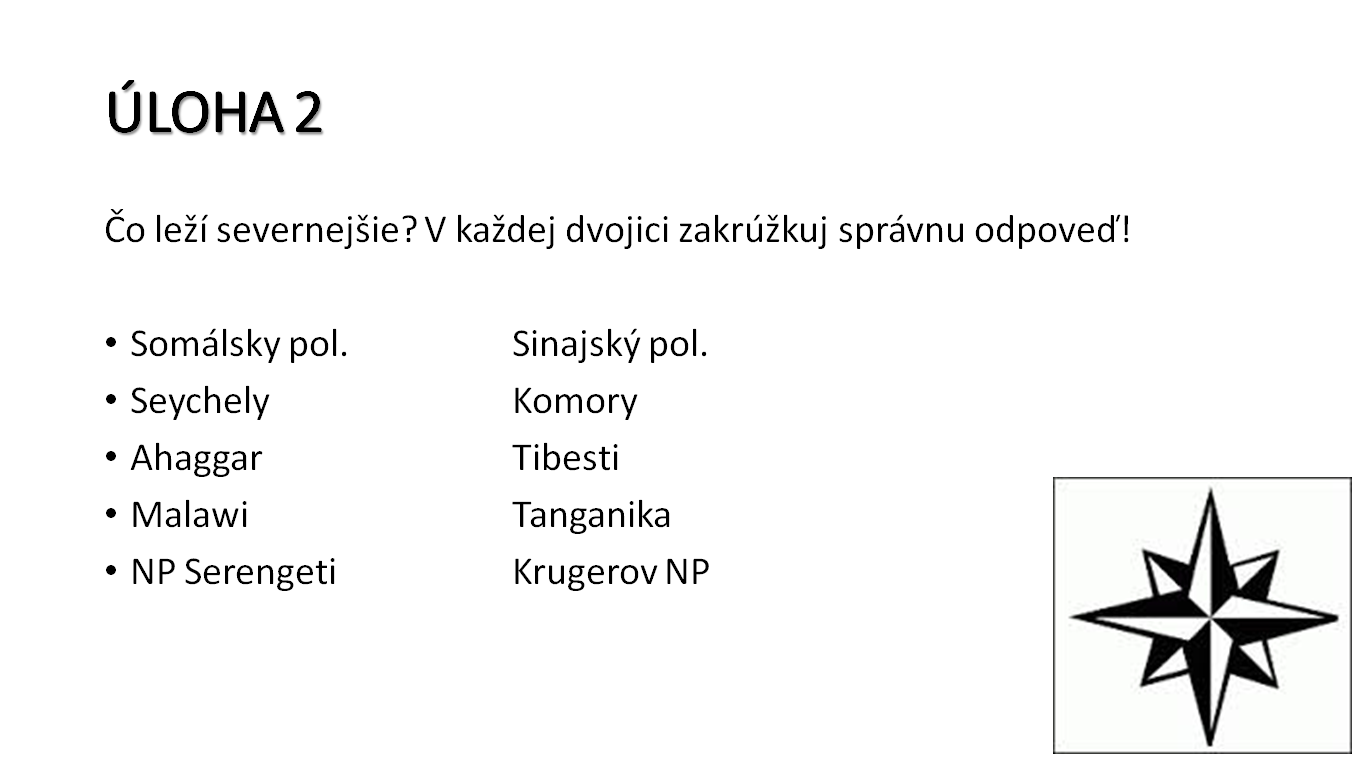 ÚLOHA 2
Čo leží severnejšie? V každej dvojici zakrúžkuj správnu odpoveď!
• Somálsky pol. Sinajský pol.
• Seychely Komory
• Ahaggar Tibesti
• Malawi Tanganika
• NP Serengeti Krugerov NP